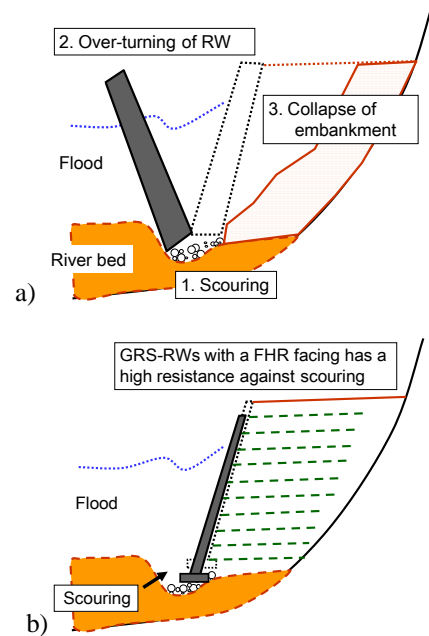 2. Over-turning of RW
3. Collapse of
embankment
Flood
River bed
1. Scouring
a)
GRS-RWs with a FHR facing has a
high resistance against scouring
Flood
Scouring
b)